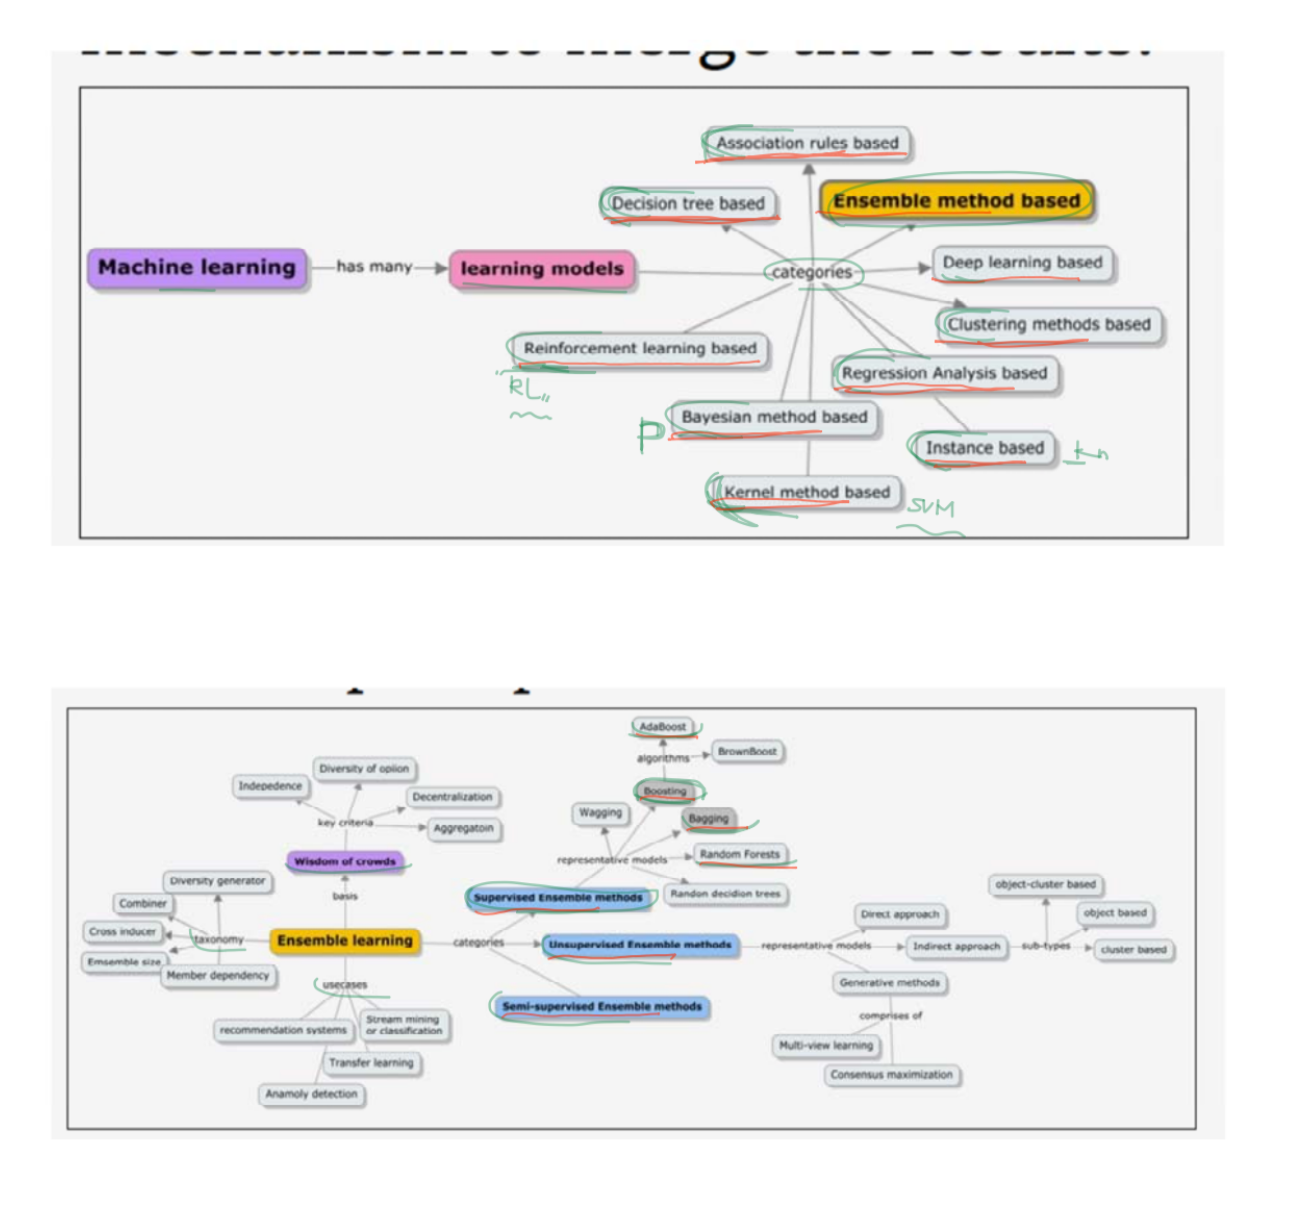 mechanism to merge the results.
Association rules based
Decision tree based
Ensemble method based
Machine learning
has many
learning models
categories
Deep learning based
Clustering methods based
Reinforcement learning based
RL
Regression Analysis based
P
Bayesian method based
Instance based
kn
Kernel method based
SVM
AdaBoost
algorithms
BrownBoost
Diversity of opiion
Indepedence
Boosting
Decentralization
Wagging
Bagging
key criteria
Aggregatoin
Random Forests
Wisdom of crowds
representative models
Diversity generator
basis
Supervised Ensemble methods
Randon decidion trees
object-cluster based
Combiner
Direct approach
object based
Cross inducer
taxonomy
Ensemble learning
categories
Unsupervised Ensemble methods
representative models
Indirect approach
sub-types
cluster based
Emsemble size
Member dependency
usecases
Generative methods
Semi-supervised Ensemble methods
recommendation systems
Stream mining
or classification
comprises of
Multi-view learning
Transfer learning
Consensus maximization
Anamoly detection